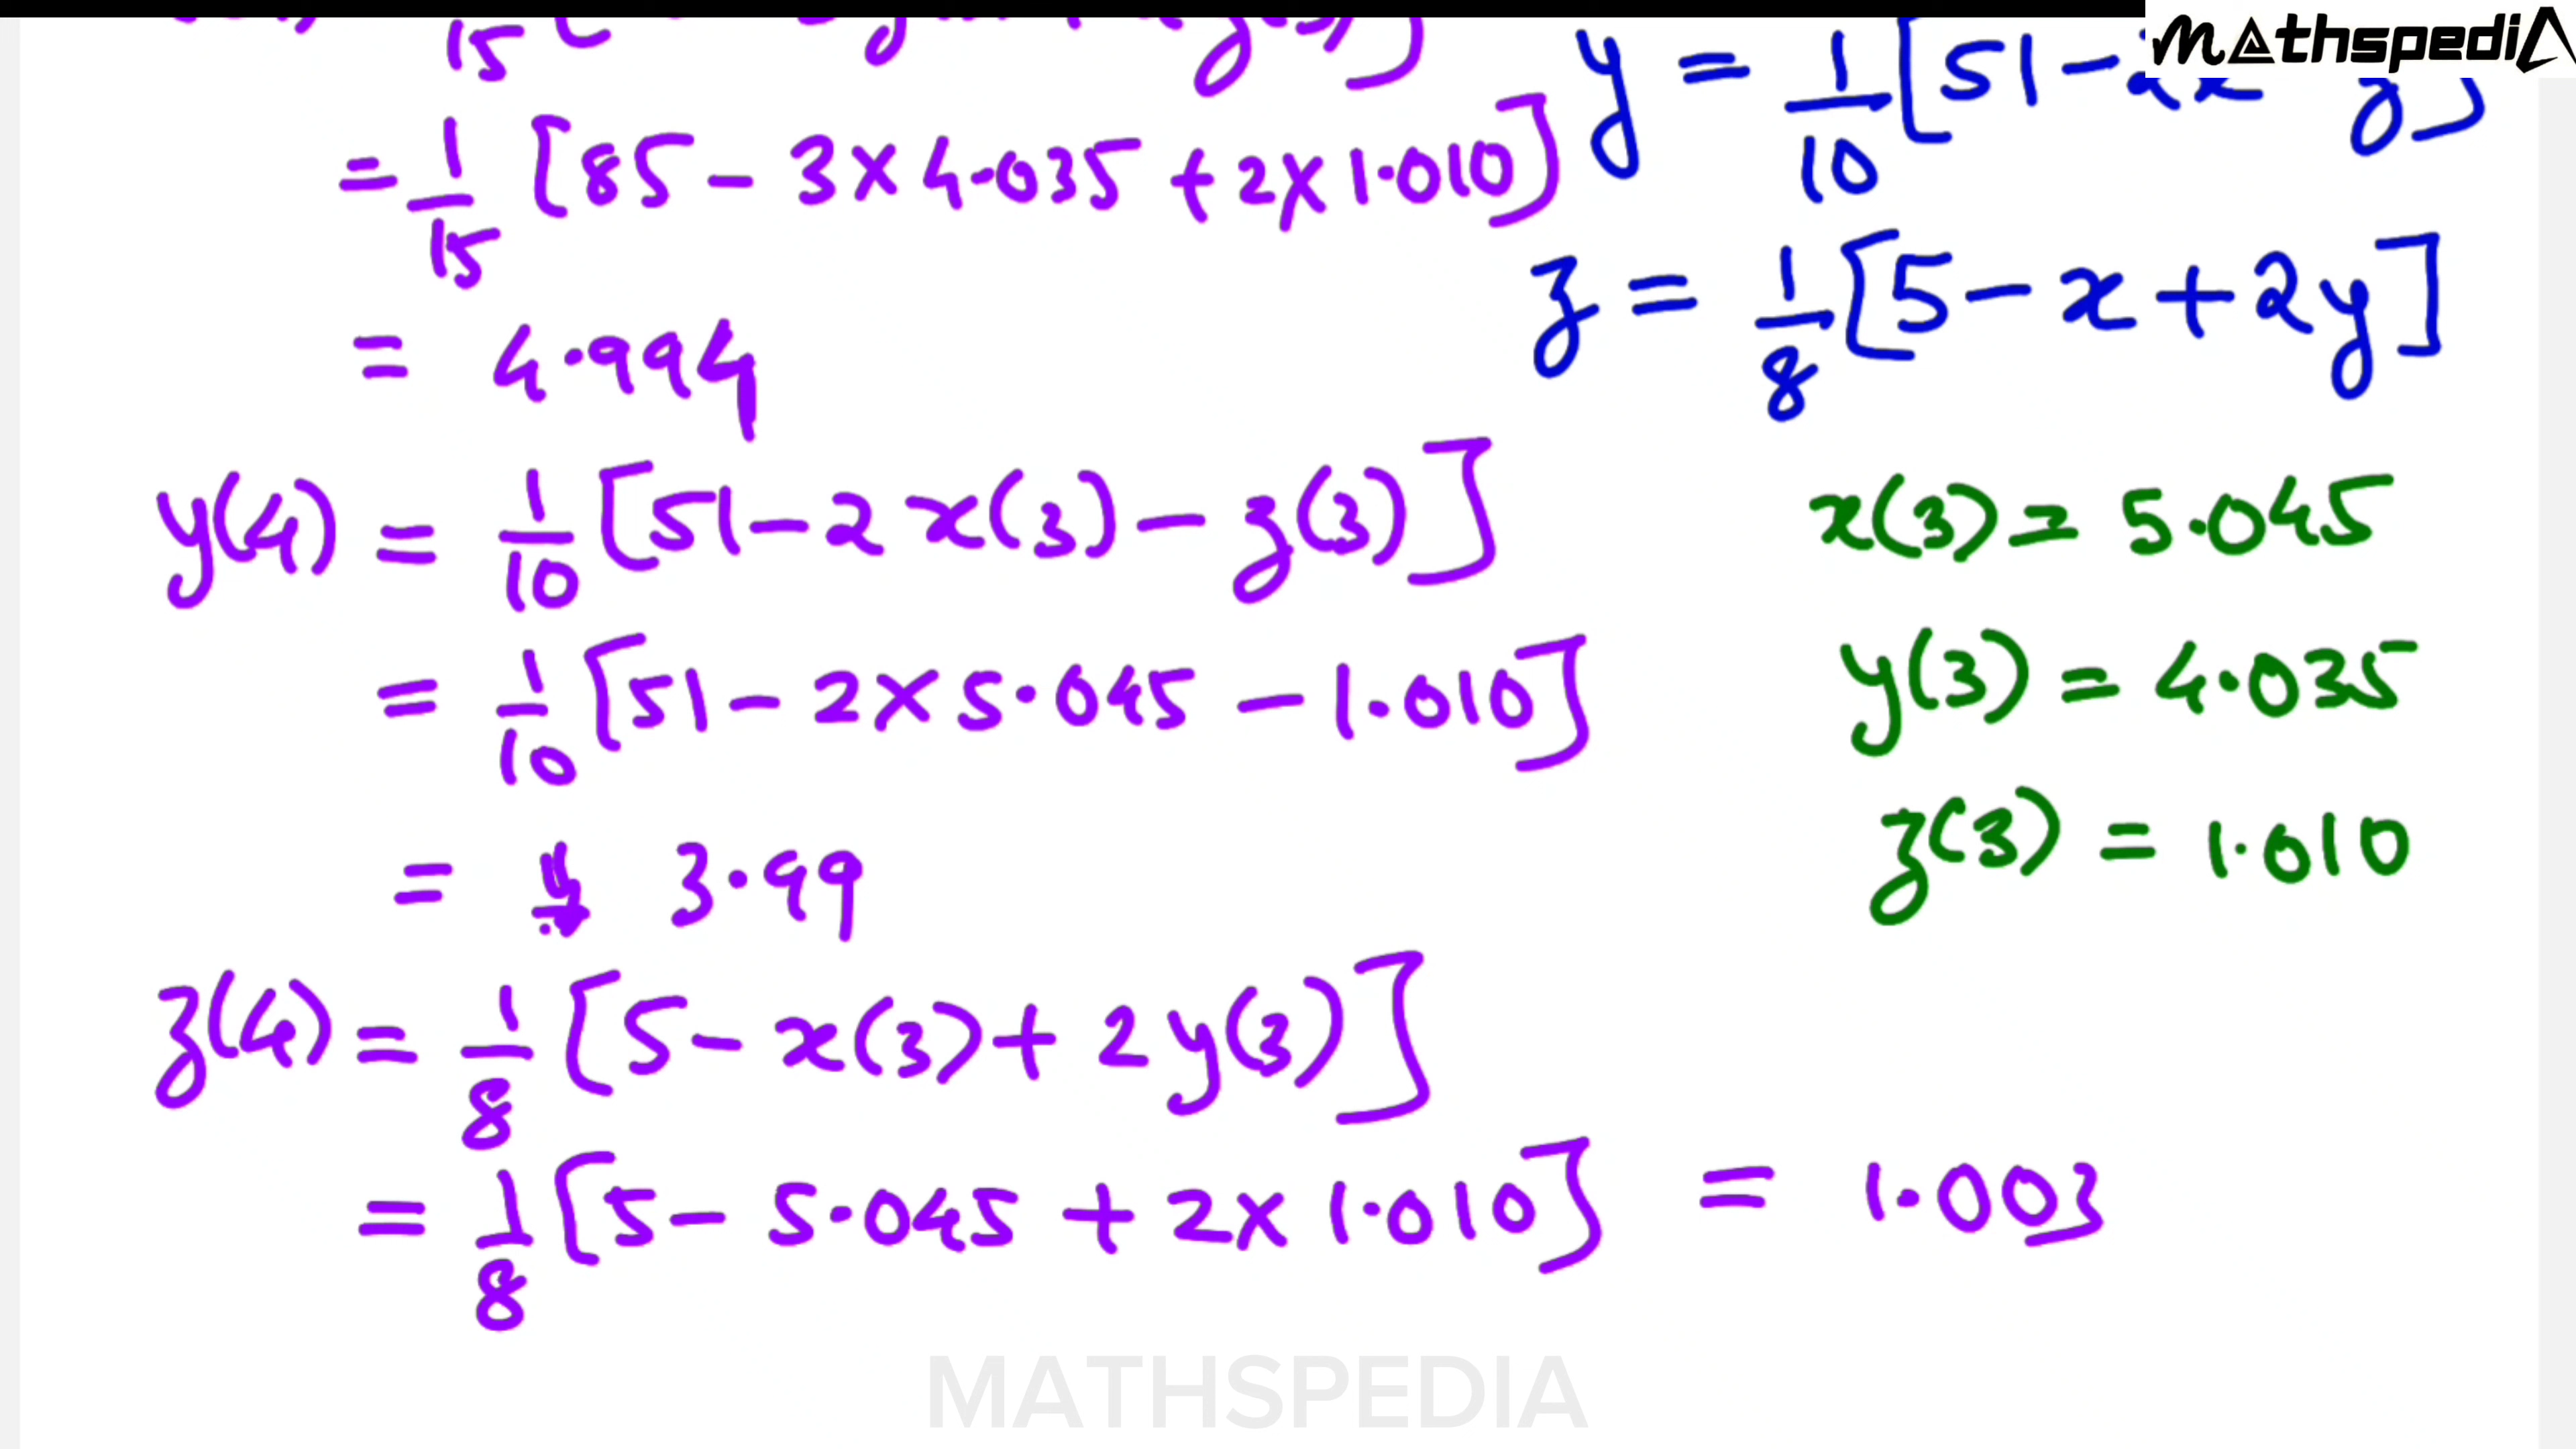 MathspediA
15
y = 1/10 [51-2x
= 1/15 [85 - 3×4.035 + 2×1.010]
z = 1/8 [5-x+2y]
= 4.994
y(4) = 1/10 [51-2x(3)-z(3)]
x(3) = 5.045
= 1/10 [51-2×5.045-1.010]
y(3) = 4.035
= 3.99
z(3) = 1.010
z(4) = 1/8 [5-x(3)+2y(3)]
= 1/8 [5-5.045+2×1.010] = 1.003
MATHSPEDIA